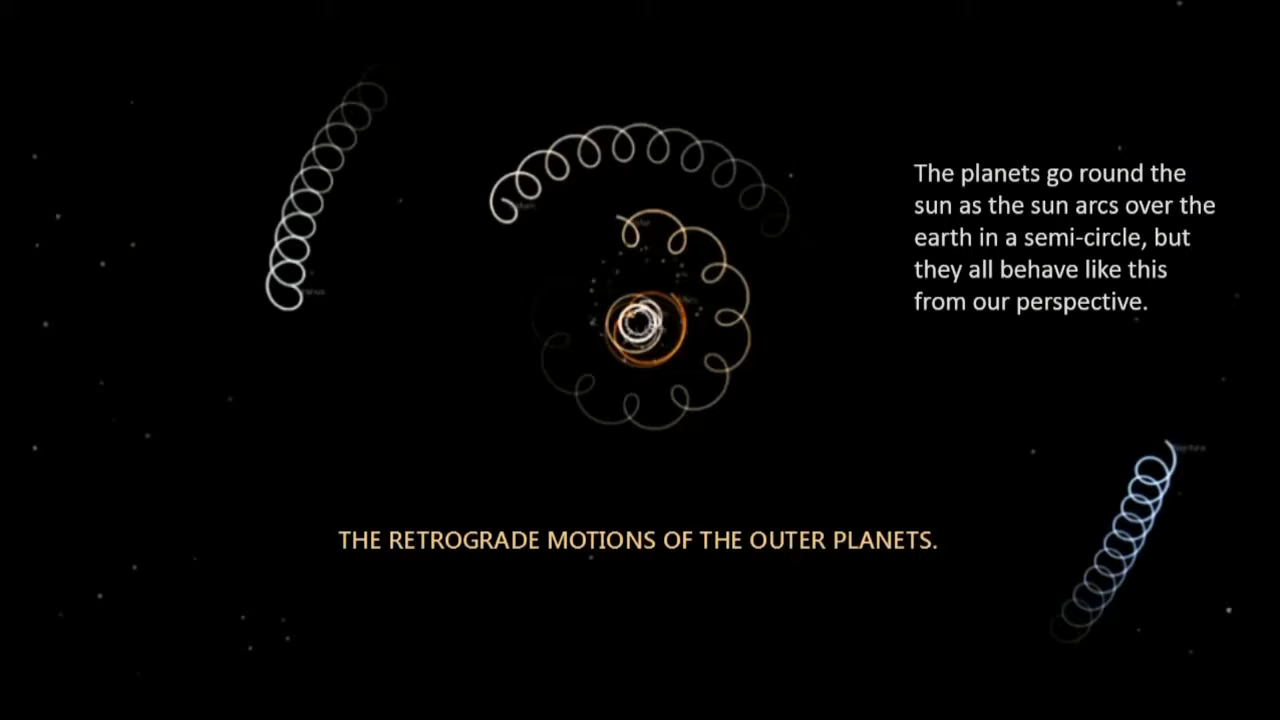 The planets go round the
sun as the sun arcs over the
earth in a semi-circle, but
they all behave like this
from our perspective.
THE RETROGRADE MOTIONS OF THE OUTER PLANETS.